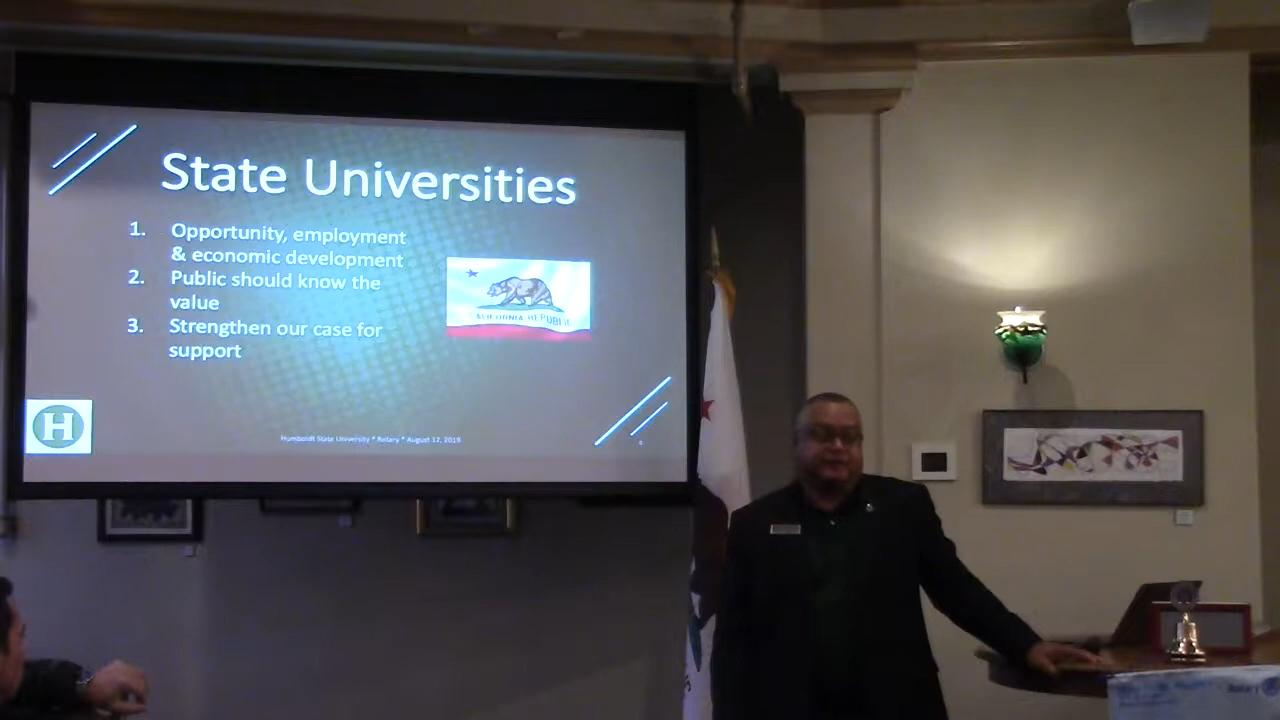 State Universities
1. Opportunity, employment
& economic development
2. Public should know the
value
3. Strengthen our case for
support
CALIFORNIA REPUBLIC
H
Humboldt State University * Rotary * August 12, 2019
Rotary